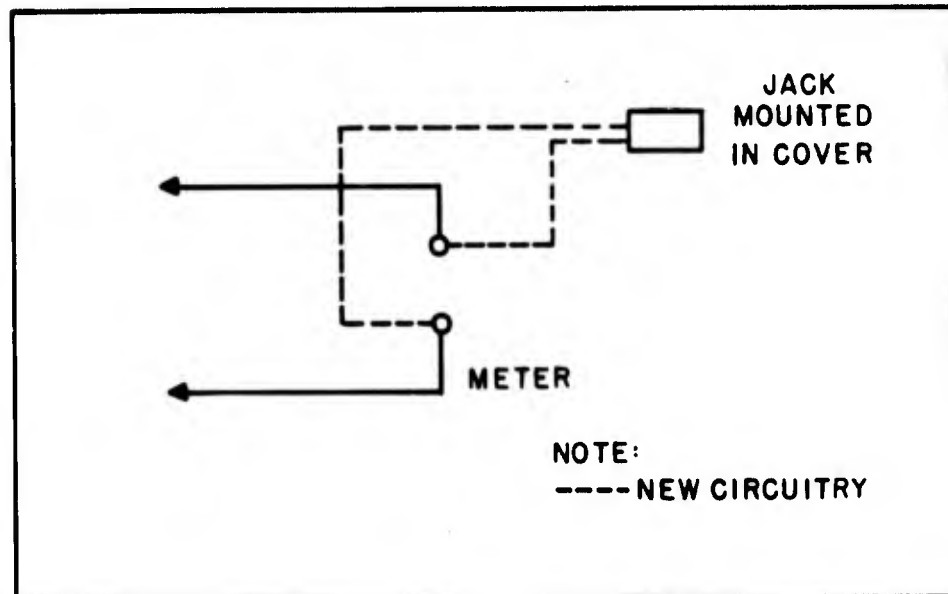 JACK
MOUNTED
IN COVER
METER
NOTE:
---- NEW CIRCUITRY